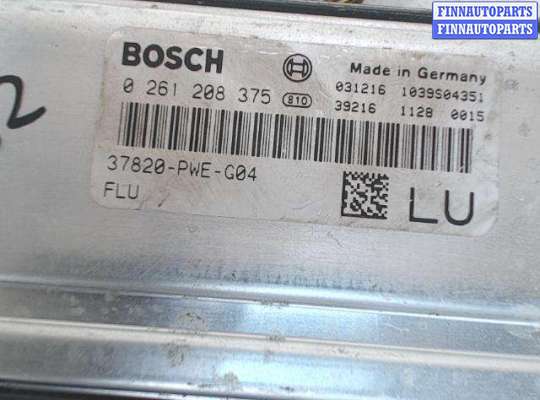 FINNAUTOPARTS
FINNAUTOPARTS
BOSCH
Made in Germany
0 261 208 375 810
031216 1039S04351
39216 1128 0015
37820-PWE-G04
FLU
LU